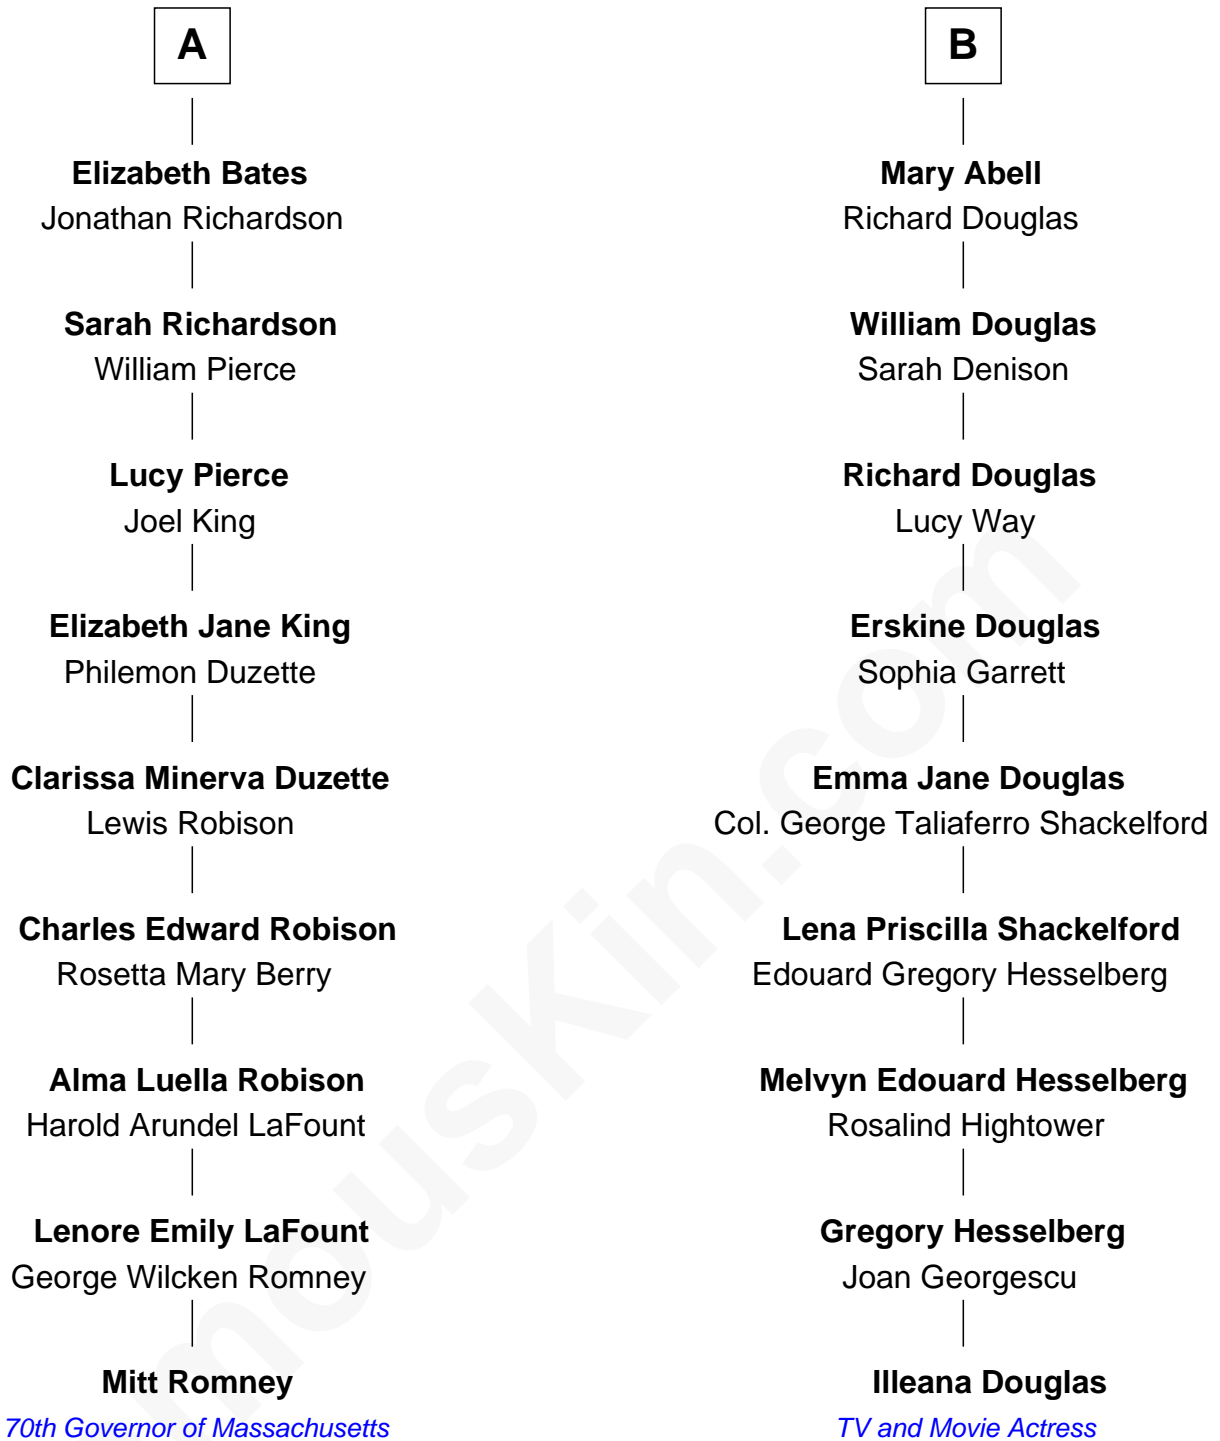 A
Elizabeth Bates
Jonathan Richardson
Sarah Richardson
William Pierce
Lucy Pierce
Joel King
Elizabeth Jane King
Philemon Duzette
Clarissa Minerva Duzette
Lewis Robison
Charles Edward Robison
Rosetta Mary Berry
Alma Luella Robison
Harold Arundel LaFount
Lenore Emily LaFount
George Wilcken Romney
Mitt Romney
70th Governor of Massachusetts
B
Mary Abell
Richard Douglas
William Douglas
Sarah Denison
Richard Douglas
Lucy Way
Erskine Douglas
Sophia Garrett
Emma Jane Douglas
Col. George Taliaferro Shackelford
Lena Priscilla Shackelford
Edouard Gregory Hesselberg
Melvyn Edouard Hesselberg
Rosalind Hightower
Gregory Hesselberg
Joan Georgescu
Illeana Douglas
TV and Movie Actress
mousKin.com